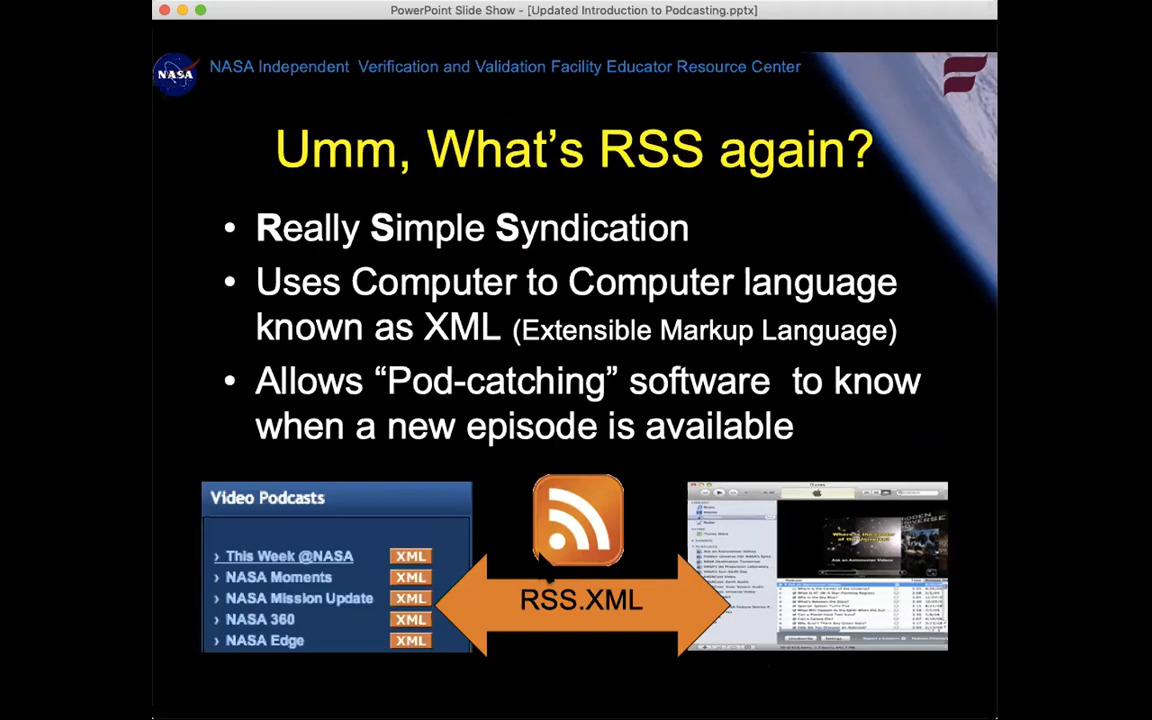 PowerPoint Slide Show - [Updated Introduction to Podcasting.pptx]
NASA
NASA Independent Verification and Validation Facility Educator Resource Center
Umm, What's RSS again?
• Really Simple Syndication
• Uses Computer to Computer language
known as XML (Extensible Markup Language)
• Allows “Pod-catching” software to know
when a new episode is available
Video Podcasts
› This Week @NASA XML
› NASA Moments XML
› NASA Mission Update XML
› NASA 360 XML
› NASA Edge XML
RSS.XML